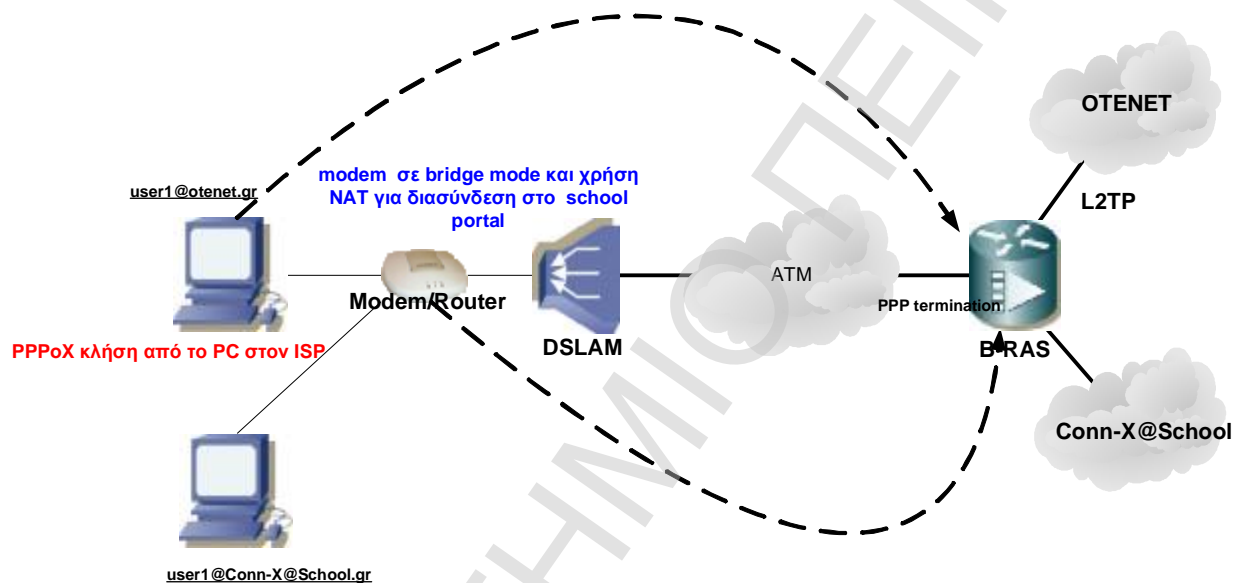 OTENET
user1@otenet.gr
modem σε bridge mode και χρήση
NAT για διασύνδεση στο school
portal
L2TP
ATM
Modem/Router
PPP termination
PPPoX κλήση από το PC στον ISP
DSLAM
B-RAS
Conn-X@School
user1@Conn-X@School.gr